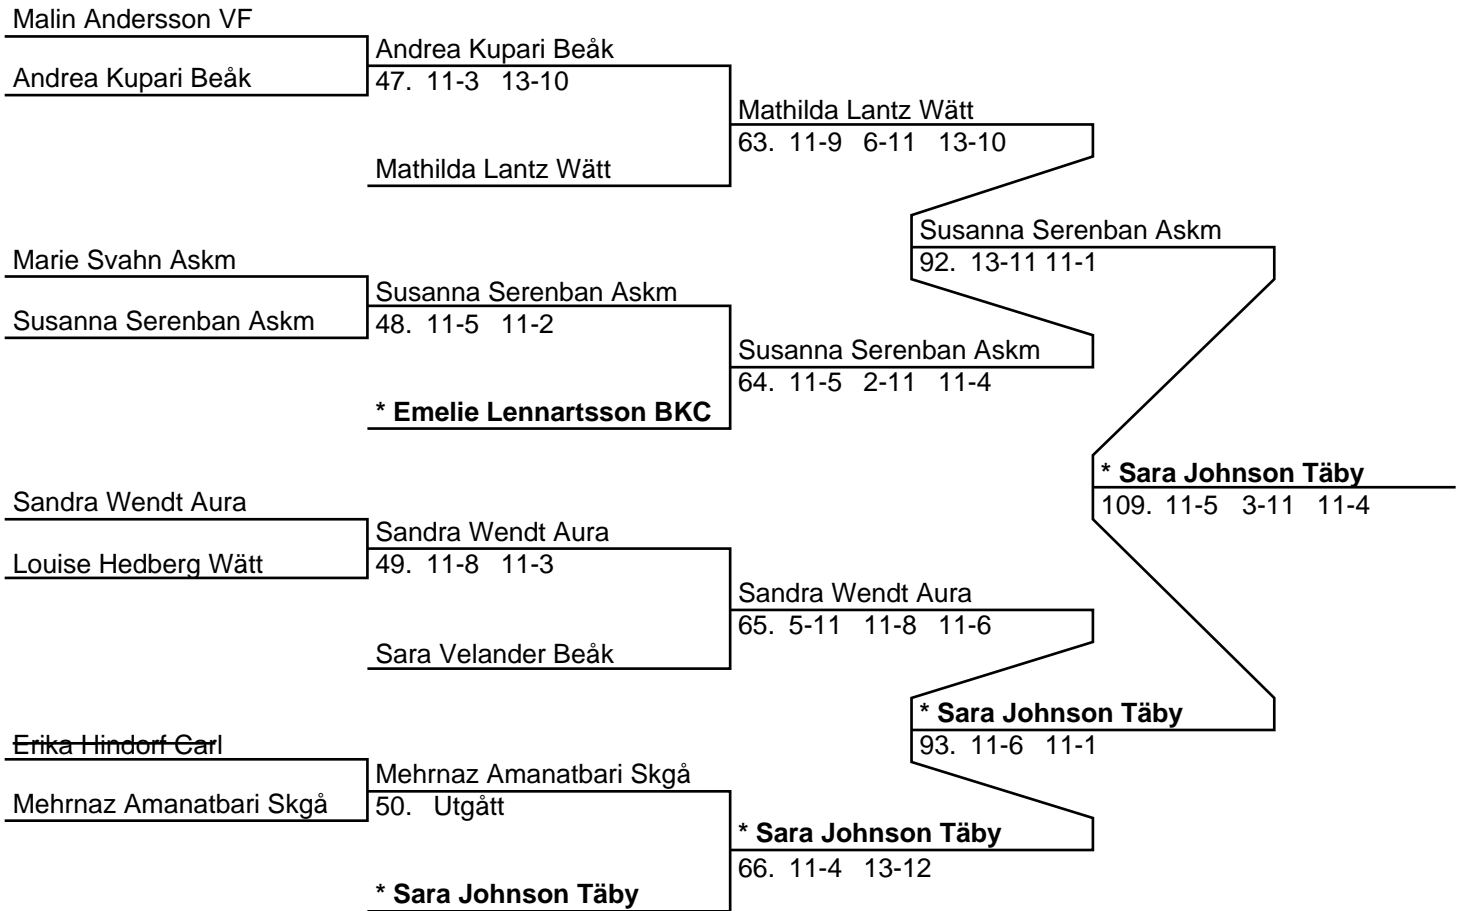 Malin Andersson VF
Andrea Kupari Beåk
Andrea Kupari Beåk
47. 11-3 13-10
Mathilda Lantz Wätt
63. 11-9 6-11 13-10
Mathilda Lantz Wätt
Susanna Serenban Askm
92. 13-11 11-1
Marie Svahn Askm
Susanna Serenban Askm
Susanna Serenban Askm
48. 11-5 11-2
Susanna Serenban Askm
64. 11-5 2-11 11-4
* Emelie Lennartsson BKC
* Sara Johnson Täby
109. 11-5 3-11 11-4
Sandra Wendt Aura
Louise Hedberg Wätt
Sandra Wendt Aura
49. 11-8 11-3
Sandra Wendt Aura
65. 5-11 11-8 11-6
Sara Velander Beåk
* Sara Johnson Täby
93. 11-6 11-1
Erika Hindorf Carl
Mehrnaz Amanatbari Skgå
Mehrnaz Amanatbari Skgå
50. Utgått
* Sara Johnson Täby
66. 11-4 13-12
* Sara Johnson Täby